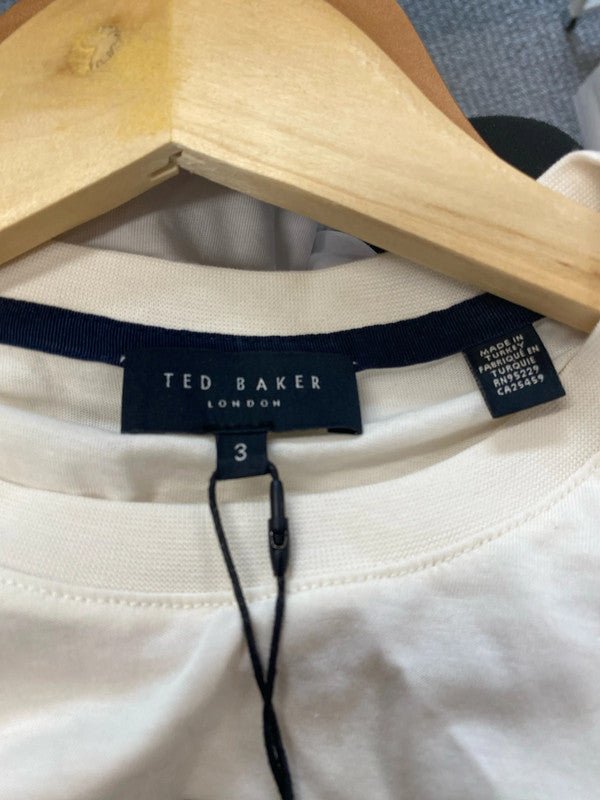 TED BAKER
LONDON
3
MADE IN
TURKEY
FABRIQUÉ EN
TURQUIE
RN95229
CA25459